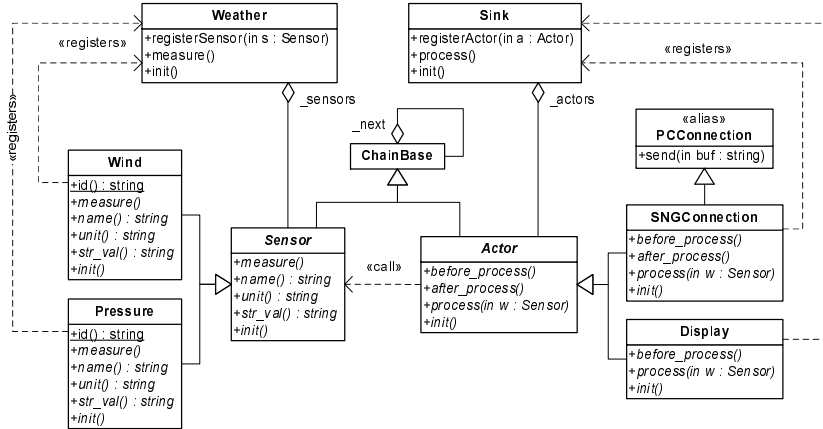 Weather
+registerSensor(in s : Sensor)
+measure()
+init()
Sink
+registerActor(in a : Actor)
+process()
+init()
«registers»
«registers»
«registers»
_sensors
_actors
_next
ChainBase
«alias»
PCConnection
+send(in buf : string)
Wind
+id() : string
+measure()
+name() : string
+unit() : string
+str_val() : string
+init()
Sensor
+measure()
+name() : string
+unit() : string
+str_val() : string
+init()
«call»
Actor
+before_process()
+after_process()
+process(in w : Sensor)
+init()
SNGConnection
+before_process()
+after_process()
+process(in w : Sensor)
+init()
Pressure
+id() : string
+measure()
+name() : string
+unit() : string
+str_val() : string
+init()
Display
+before_process()
+process(in w : Sensor)
+init()